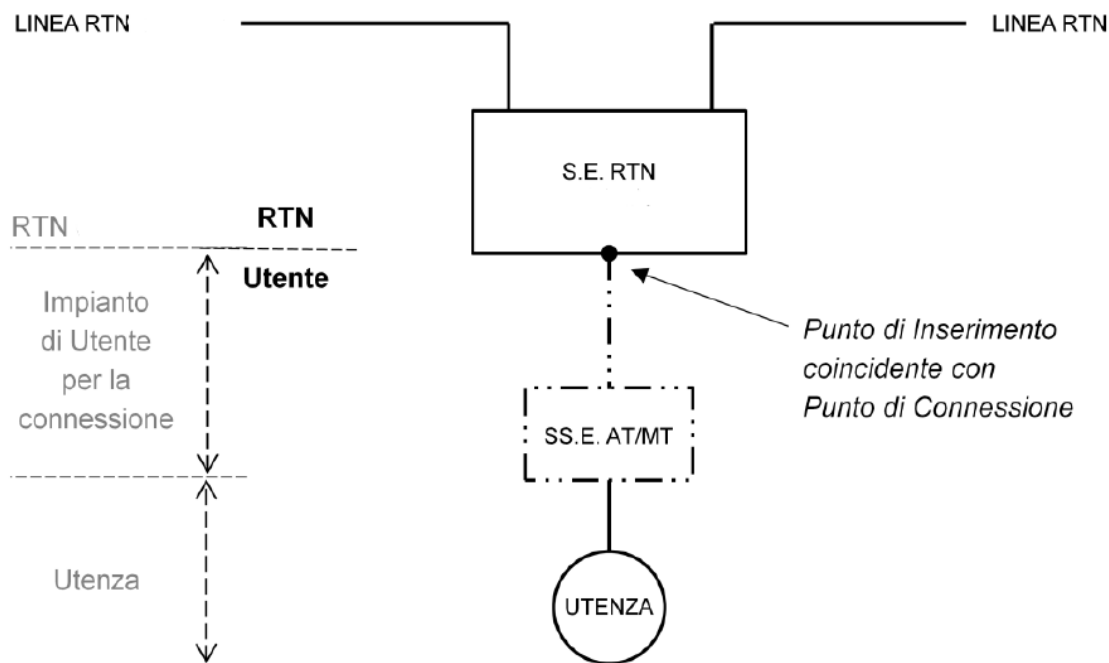 LINEA RTN
LINEA RTN
S.E. RTN
RTN
RTN
Utente
Impianto
di Utente
per la
connessione
Punto di Inserimento
coincidente con
Punto di Connessione
SS.E. AT/MT
Utenza
UTENZA